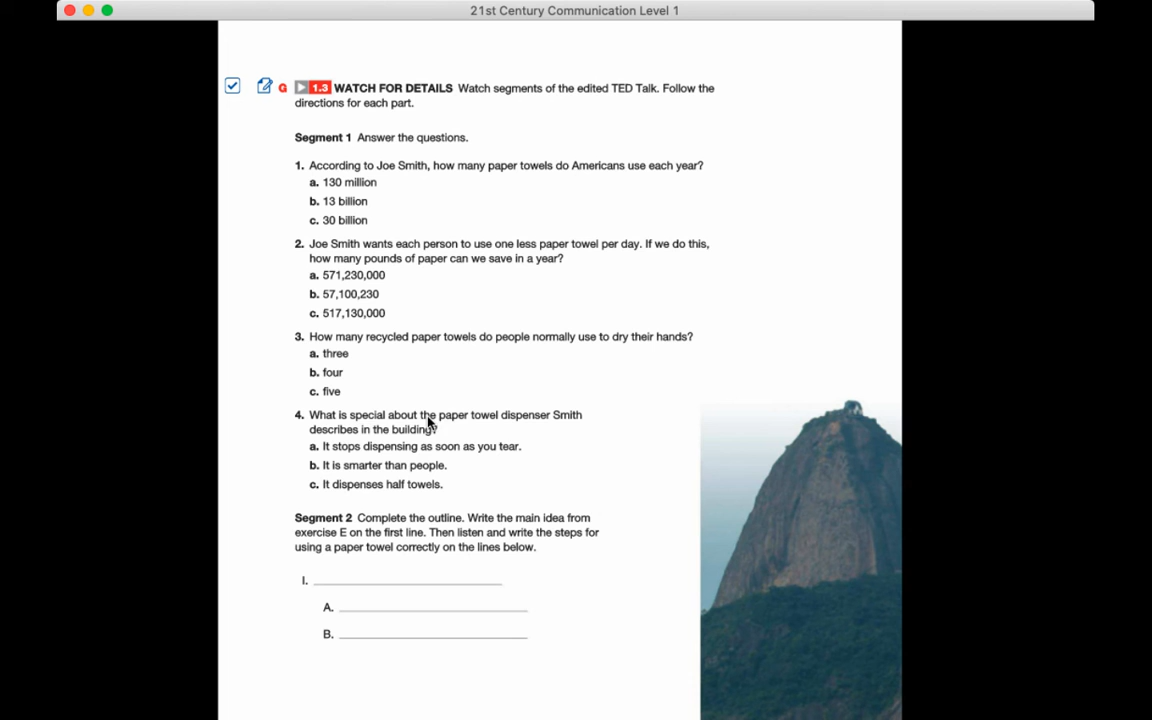 21st Century Communication Level 1
G 1.3 WATCH FOR DETAILS Watch segments of the edited TED Talk. Follow the
directions for each part.
Segment 1 Answer the questions.
1. According to Joe Smith, how many paper towels do Americans use each year?
a. 130 million
b. 13 billion
c. 30 billion
2. Joe Smith wants each person to use one less paper towel per day. If we do this,
how many pounds of paper can we save in a year?
a. 571,230,000
b. 57,100,230
c. 517,130,000
3. How many recycled paper towels do people normally use to dry their hands?
a. three
b. four
c. five
4. What is special about the paper towel dispenser Smith
describes in the building?
a. It stops dispensing as soon as you tear.
b. It is smarter than people.
c. It dispenses half towels.
Segment 2 Complete the outline. Write the main idea from
exercise E on the first line. Then listen and write the steps for
using a paper towel correctly on the lines below.
I.
A.
B.